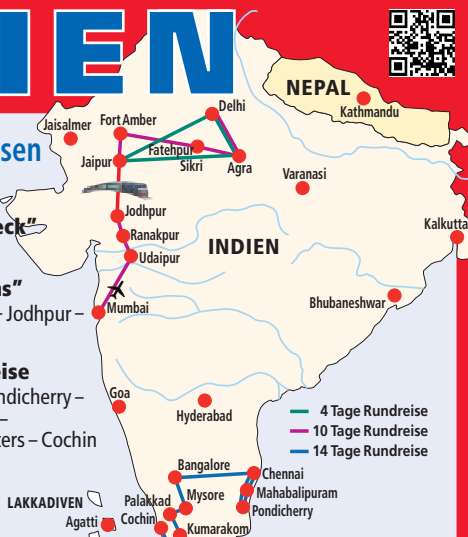 IEN
NEPAL
Kathmandu
Delhi
Jaisalmer
Fort Amber
sen
Fatehpur
Sikri
Jaipur
Agra
Varanasi
eck"
Jodhpur
Ranakpur
Kalkutta
INDIEN
Udaipur
s"
– Jodhpur –
Mumbai
Bhubaneshwar
eise
ndicherry –
–
ers – Cochin
Goa
Hyderabad
4 Tage Rundreise
10 Tage Rundreise
14 Tage Rundreise
Bangalore
Chennai
Mahabalipuram
Pondicherry
LAKKADIVEN
Palakkad
Mysore
Agatti
Cochin
Kumarakom